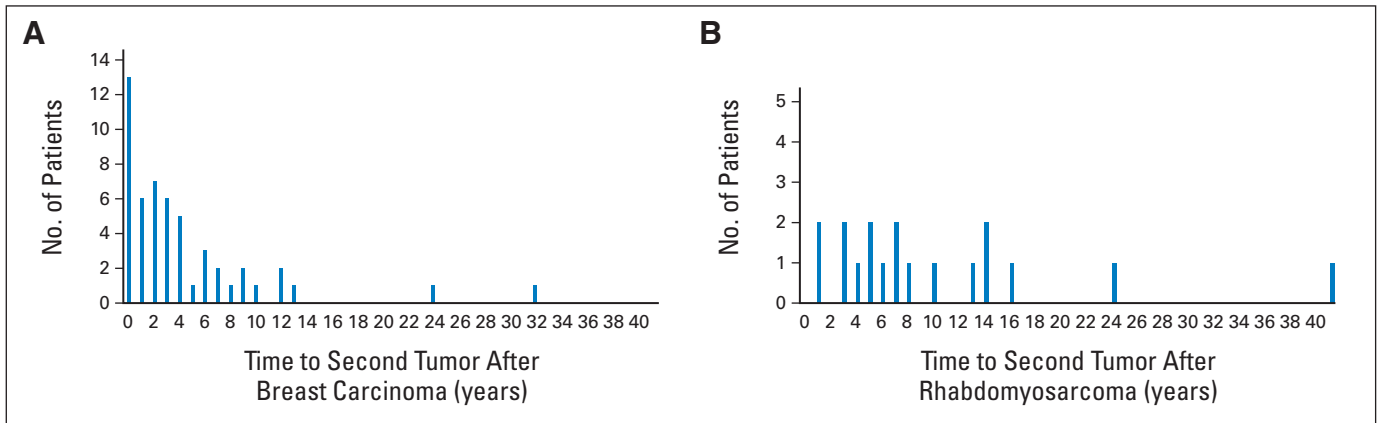 A
No. of Patients
14
12
10
8
6
4
2
0
0 2 4 6 8 10 12 14 16 18 20 22 24 26 28 30 32 34 36 38 40
Time to Second Tumor After
Breast Carcinoma (years)
B
No. of Patients
5
4
3
2
1
0
0 2 4 6 8 10 12 14 16 18 20 22 24 26 28 30 32 34 36 38 40
Time to Second Tumor After
Rhabdomyosarcoma (years)